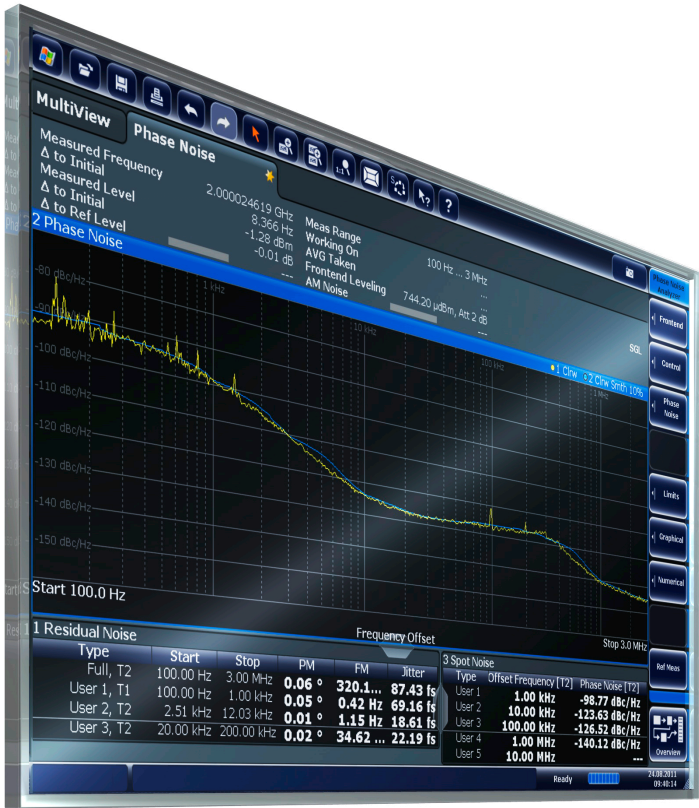 MultiView
Phase Noise
Measured Frequency 2.000024619 GHz
Δ to Initial 8.366 Hz
Measured Level -1.28 dBm
Δ to Initial -0.01 dB
Δ to Ref Level ---
Meas Range 100 Hz ... 3 MHz
Working On ...
AVG Taken ...
Frontend Leveling 744.20 µdBm, Att 2 dB
AM Noise ---
SGL
2 Phase Noise
1 Clrw 2 Clrw Smth 10%
1 kHz
10 kHz
100 kHz
1 MHz
-80 dBc/Hz
-100 dBc/Hz
-110 dBc/Hz
-120 dBc/Hz
-130 dBc/Hz
-140 dBc/Hz
-150 dBc/Hz
Start 100.0 Hz
Frequency Offset
Stop 3.0 MHz
1 Residual Noise
Type Start Stop PM FM Jitter
Full, T2 100.00 Hz 3.00 MHz 0.06 ° 320.1... 87.43 fs
User 1, T1 100.00 Hz 1.00 kHz 0.05 ° 0.42 Hz 69.16 fs
User 2, T2 2.51 kHz 12.03 kHz 0.01 ° 1.15 Hz 18.61 fs
User 3, T2 20.00 kHz 200.00 kHz 0.02 ° 34.62 ... 22.19 fs
3 Spot Noise
Type Offset Frequency [T2] Phase Noise [T2]
User 1 1.00 kHz -98.77 dBc/Hz
User 2 10.00 kHz -123.63 dBc/Hz
User 3 100.00 kHz -126.52 dBc/Hz
User 4 1.00 MHz -140.12 dBc/Hz
User 5 10.00 MHz ---
Phase Noise
Analyzer
Frontend
Control
Phase
Noise
Limits
Graphical
Numerical
Ref Meas
Overview
Ready
24.08.2011
09:40:14